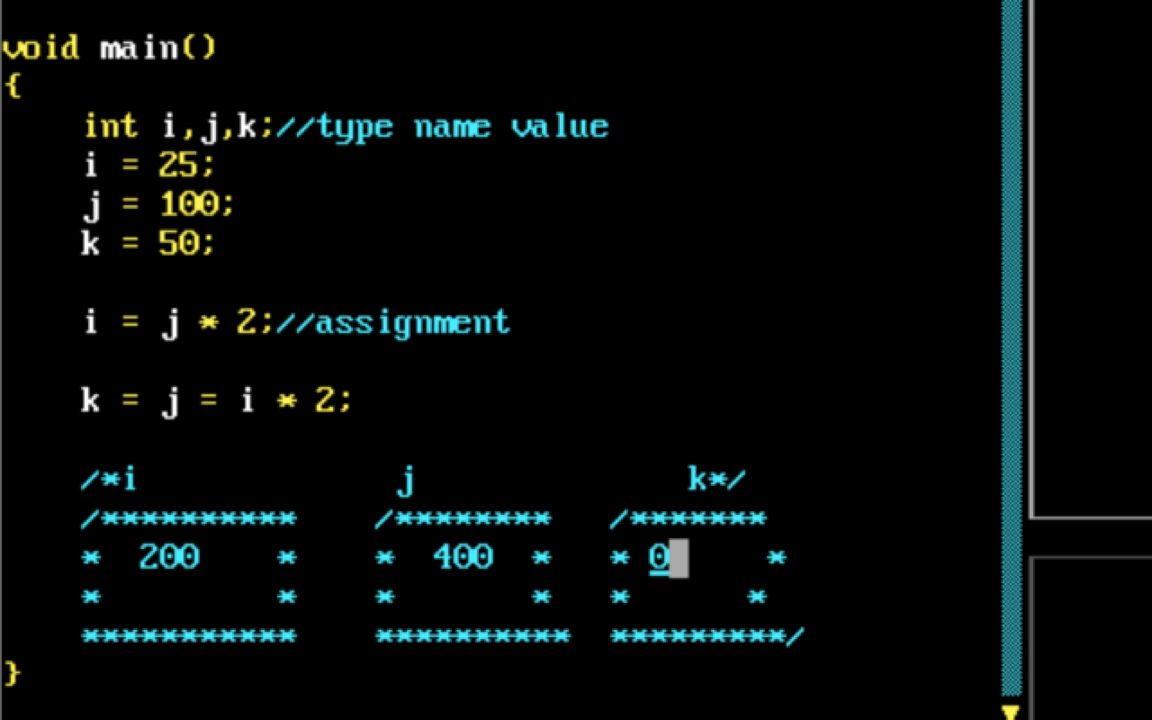 void main()
{
int i,j,k;//type name value
i = 25;
j = 100;
k = 50;
i = j * 2;//assignment
k = j = i * 2;
/*i j k*/
/********** /******** /*******
* 200 * * 400 * * 0 *
* * * * * *
*********** ********** *********/
}